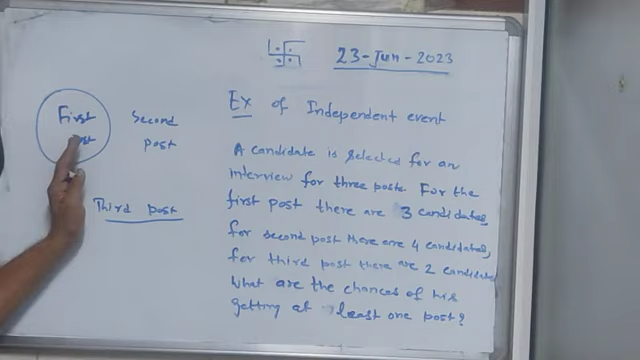 23-Jun-2023
Ex of Independent event
First
Second
post
Third post
A candidate is selected for an
interview for three posts. For the
first post there are 3 candidates,
for second post there are 4 candidates,
for third post there are 2 candidates
What are the chances of his
getting at least one post?